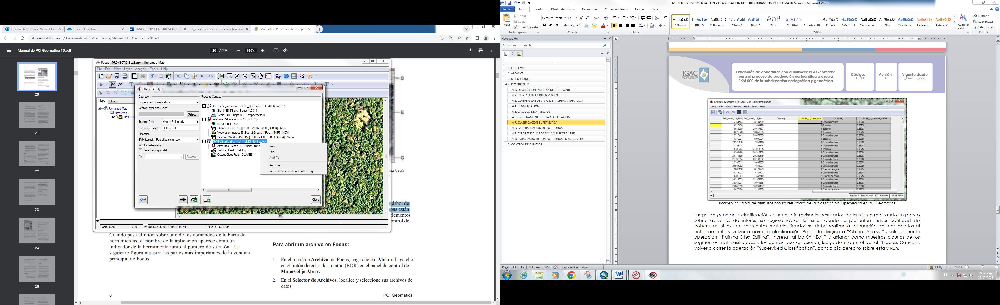 Correo: Kelly Jhoana Villamil Gar
Inicio - OneDrive
INSTRUCTIVO DE OBTENCIÓN D
interfaz focus pci geomatica bar
Manual de PCI Geomatica 10.pdf
geosoluciones.cl/documentos/PCI-Geomatica/Manual_PCI_Geomatica10.pdf
Manual de PCI Geomatica 10.pdf
20 / 389
156%
20
21
22
23
24
25
Focus - PROYECTO_BL13.gpr - Unnamed Map
File Edit View Layer Analysis Tools Help
Maps Files
Unnamed Map
New Area
B13_8bi
Object Analyst
Operation
Supervised Classification
Vector Layer and Fields
Select...
Training field: <None Selected>
Output class field: OutClassFld
Classifier
SVM kernel: Radial-basis function
Normalize data
Save training model
File: Browse...
Process Canvas
HcRG Segmentation : BL13_8BITS.pix - SEGMENTACION
BL13_8BITS.pix : Bands 1,2,3,4
Scale:140, Shape:0.2, Compactness:0.6
Attribute Calculation : BL13_8BITS.pix -
BL13_8BITS.pix
Statistical [Pure Pix] [1:B01, 2:B02, 3:B03, 4:B04] : Mean
Vegetation Indices [3:Blue, 2:Green, 1:Red, 4:NIR] : NDVI
Texture (Window15 x 15) [1:B01, 2:B02, 3:B03, 4:B04] : Mean
SVM Classification RBF : BL13_8BITS.pix -
Attributes - Mean_B01;Mean_B02;
Training Field : Training
Output Class Field : CLASES_1
Run
Edit
Add To
Remove
Remove Selected and Following
Close
B
E
G
boles de
árbol de
pas están
elementos
ontrol de
Scale: 8,280 x1.0 5086921.510E 1749811.917N R: 51 G: 69 B: 34
Cuando pasa el ratón sobre uno de los comandos de la barra de
herramientas, el nombre de la aplicación aparece como un
indicador de la herramienta junto al puntero de su ratón. La
siguiente figura muestra las partes más importantes de la ventana
principal de Focus.
8
Para abrir un archivo en Focus:
1. En el menú de Archivo de Focus, haga clic en Abrir o haga clic
en el botón derecho de su ratón (BDR) en el panel de control de
Mapas elija Abrir.
2. En el Selector de Archivos, localice y seleccione sus archivos de
datos.
PCI Geomatics
INSTRUCTIVO SEGMENTACION Y CLASIFICACION DE COBERTURAS CON PCI GEOMATICS.docx - Microsoft Word
Archivo Inicio Insertar Diseño de página Referencias Correspondencia Revisar Vista
Pegar
Cortar
Copiar
Copiar formato
Portapapeles
Century Gothic 12
Fuente
Párrafo
AaBbCcD 1. AaBb( AaBbCcD 1.1. AaBl AaBbCcI AaBl AaBbCc AaBbCcD AaBbCcD AaBbCcD AaBbCcD AaBbCcD AaBbCcD AaBbCcD
¶ Normal TITULO ¶ Sin espa... Título 2 Título 3 Título Subtítulo Énfasis sutil Énfasis Énfasis int... Texto en n... Cita Cita desta... Referenci... Referenci...
Estilos
Cambiar estilos
Buscar
Reemplazar
Seleccionar
Edición
Navegación
Buscar en documento
1. OBJETIVO
2. ALCANCE
3. DEFINICIONES
4. DESARROLLO
4.1. DESCRIPCIÓN INTERFAZ DEL SOFTWARE
4.2. INGRESO DE LA INFORMACIÓN
4.3. CONVERSIÓN DEL TIPO DE ARCHIVO (.TIFF A .PIX)
4.4. SEGMENTACIÓN
4.5. CÁLCULO DE ATRIBUTOS
4.6. ENTRENAMIENTO DE LA CLASIFICACIÓN
4.7. CLASIFICACIÓN SUPERVISADA
4.8. GENERALIZACIÓN DE POLIGONOS
4.9. EXPORTE DE LOS DATOS A SHAPEFILE (.SHP)
4.10. SUAVIZADO DE LOS POLIGONOS EN ARCGIS PRO
5. CONTROL DE CAMBIOS
IGAC
INSTITUTO GEOGRÁFICO
AGUSTÍN CODAZZI
Extracción de coberturas con el software PCI Geomatics
para el proceso de producción cartográfica a escala
1:25.000 de la subdirección cartográfica y geodésica
Código:
IN-XX-XX
Versión:
X
Vigente desde:
dd/mm/aaaa
Attribute Manager: B16_P.pix - 2 [VEC] :Segmentacion
Layer Edit View Record Field Tools Help
Tex_Mean_15_B03 Tex_Mean_15_B04 Training CLASES_1_ClassLabel CLASES_1 CLASES_1_VOTING_PROB
16.154503 18.194599 3 Otras coberturas 0.8908
9.210438 12.891128 1 Bosques 0.9825
10.532009 25.647127 1 Bosques 0.8908
9.376826 18.857695 1 Bosques 0.9825
22.325441 20.679865 3 Otras coberturas 0.8908
14.350321 9.996284 1 Bosques 0.8908
23.578176 7.858410 3 Otras coberturas 0.8908
21.299278 18.296616 3 Otras coberturas 0.8908
9.786203 21.910395 1 Bosques 0.9825
14.264460 24.317268 3 Otras coberturas 0.8908
25.774605 20.200319 3 Otras coberturas 0.8908
21.730814 20.163252 3 Otras coberturas 0.8908
22.996511 13.697955 3 Otras coberturas 0.8908
23.984062 7.845367 3 Otras coberturas 0.8908
2.660156 0.179773 2 Cuerpos de agua 0.9825
30.271231 19.168127 3 Otras coberturas 0.8908
8.306307 1.347540 2 Cuerpos de agua 0.9825
30.311579 22.976629 3 Otras coberturas 0.8908
30.864237 19.074556 3 Otras coberturas 0.8908
26.642513 10.249107 3 Otras coberturas 0.8908
6.675100 2.138890 2 Cuerpos de agua 0.9825
Record 4 : Field 14 0 of 18073 Records 3 of 16 Fields
Imagen 22. Tabla de atributos con los resultados de la clasificación supervisada en PCI Geomatics
Luego de generar la clasificación es necesario revisar los resultados de la misma realizando un paneo
sobre las zonas de interés, se sugiere revisar los sitios donde se presenten mayor cantidad de
coberturas, si existen segmentos mal clasificados se debe realizar la asignación de más objetos al
entrenamiento y volver a correr la clasificación. Para ello dirigirse a "Object Analyst" y seleccionar la
operación "Training Sites Editing", ingresar al botón "Edit" y asignar como muestras algunos de los
segmentos mal clasificados y los demás que se quieran, luego de ello en el panel "Process Canvas",
volver a correr la operación "Supervised Classification", dando clic derecho sobre esta y Run.
Página: 13 de 15 Palabras: 2.325 Español (Colombia) 130%
ES 09:34 a.m.
26/05/2023